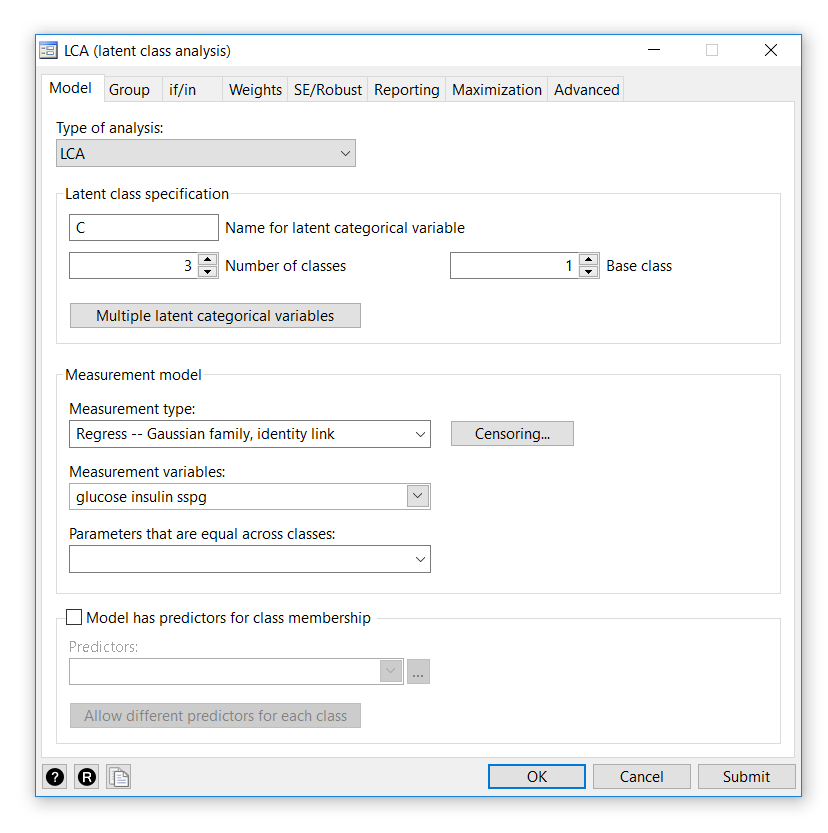 LCA (latent class analysis)
Model Group if/in Weights SE/Robust Reporting Maximization Advanced
Type of analysis:
LCA
Latent class specification
C Name for latent categorical variable
3 Number of classes 1 Base class
Multiple latent categorical variables
Measurement model
Measurement type:
Regress -- Gaussian family, identity link Censoring...
Measurement variables:
glucose insulin sspg
Parameters that are equal across classes:
Model has predictors for class membership
Predictors:
...
Allow different predictors for each class
? R OK Cancel Submit